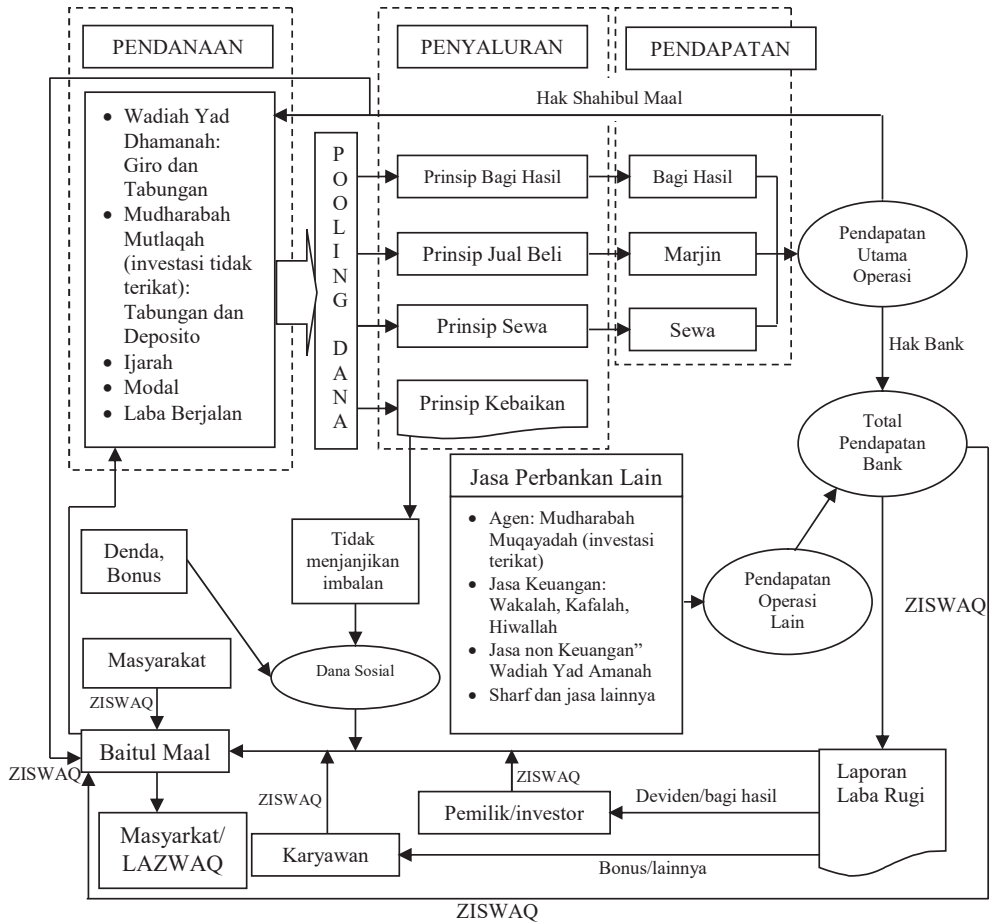 PENDANAAN
PENYALURAN
PENDAPATAN
Hak Shahibul Maal
• Wadiah Yad
Dhamanah:
Giro dan
Tabungan
• Mudharabah
Mutlaqah
(investasi tidak
terikat):
Tabungan dan
Deposito
• Ijarah
• Modal
• Laba Berjalan
P
O
O
L
I
N
G
D
A
N
A
Prinsip Bagi Hasil
Bagi Hasil
Prinsip Jual Beli
Marjin
Prinsip Sewa
Sewa
Prinsip Kebaikan
Pendapatan
Utama
Operasi
Hak Bank
Total
Pendapatan
Bank
Jasa Perbankan Lain
• Agen: Mudharabah
Muqayadah (investasi
terikat)
• Jasa Keuangan:
Wakalah, Kafalah,
Hiwallah
• Jasa non Keuangan”
Wadiah Yad Amanah
• Sharf dan jasa lainnya
Pendapatan
Operasi
Lain
ZISWAQ
Denda,
Bonus
Tidak
menjanjikan
imbalan
Masyarakat
Dana Sosial
ZISWAQ
Baitul Maal
ZISWAQ
Masyarkat/
LAZWAQ
ZISWAQ
Karyawan
ZISWAQ
Pemilik/investor
Deviden/bagi hasil
Bonus/lainnya
Laporan
Laba Rugi
ZISWAQ